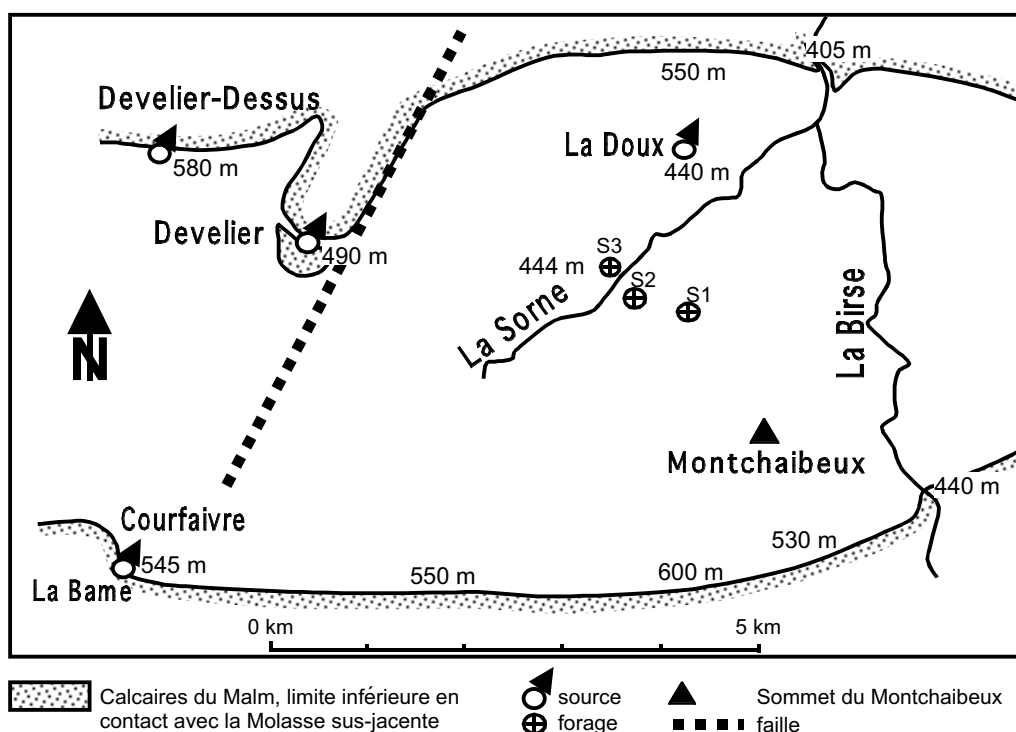 405 m
550 m
Develier-Dessus
580 m
La Doux
440 m
Develier
490 m
S3
444 m
S2
S1
La Sorne
La Birse
N
Montchaibeux
440 m
Courfaivre
530 m
545 m
550 m
600 m
La Bame
0 km
5 km
Calcaires du Malm, limite inférieure en
contact avec la Molasse sus-jacente
source
forage
Sommet du Montchaibeux
faille